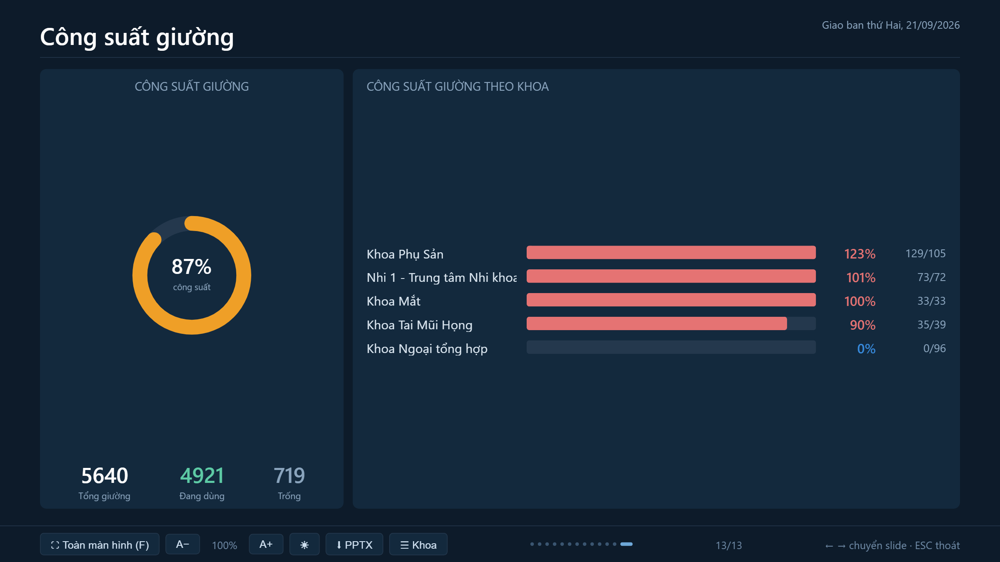 Công suất giường
Giao ban thứ Hai, 21/09/2026
CÔNG SUẤT GIƯỜNG
87%
công suất
5640
Tổng giường
4921
Đang dùng
719
Trống
CÔNG SUẤT GIƯỜNG THEO KHOA
Khoa Phụ Sản 123% 129/105
Nhi 1 - Trung tâm Nhi khoa 101% 73/72
Khoa Mắt 100% 33/33
Khoa Tai Mũi Họng 90% 35/39
Khoa Ngoại tổng hợp 0% 0/96
Toàn màn hình (F) A− 100% A+ ☀ ⬇ PPTX ☰ Khoa 13/13 ← → chuyển slide · ESC thoát